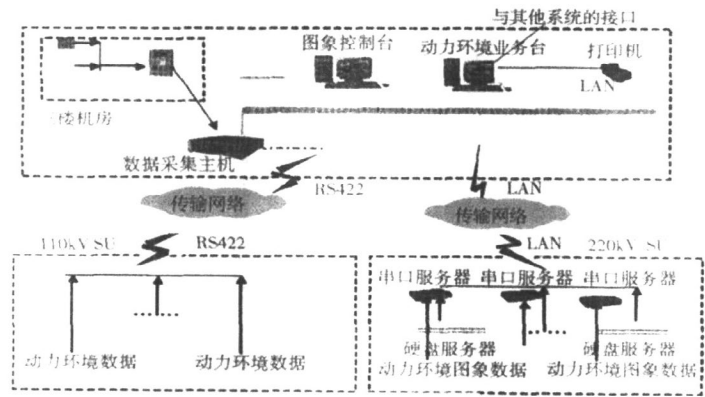 与其他系统的接口
图象控制台
动力环境业务台
打印机
LAN
楼机房
数据采集主机
RS422
LAN
传输网络
传输网络
110kV SU
RS422
LAN
220kV SU
串口服务器
串口服务器
串口服务器
硬盘服务器
硬盘服务器
动力环境数据
动力环境数据
动力环境图象数据
动力环境图象数据